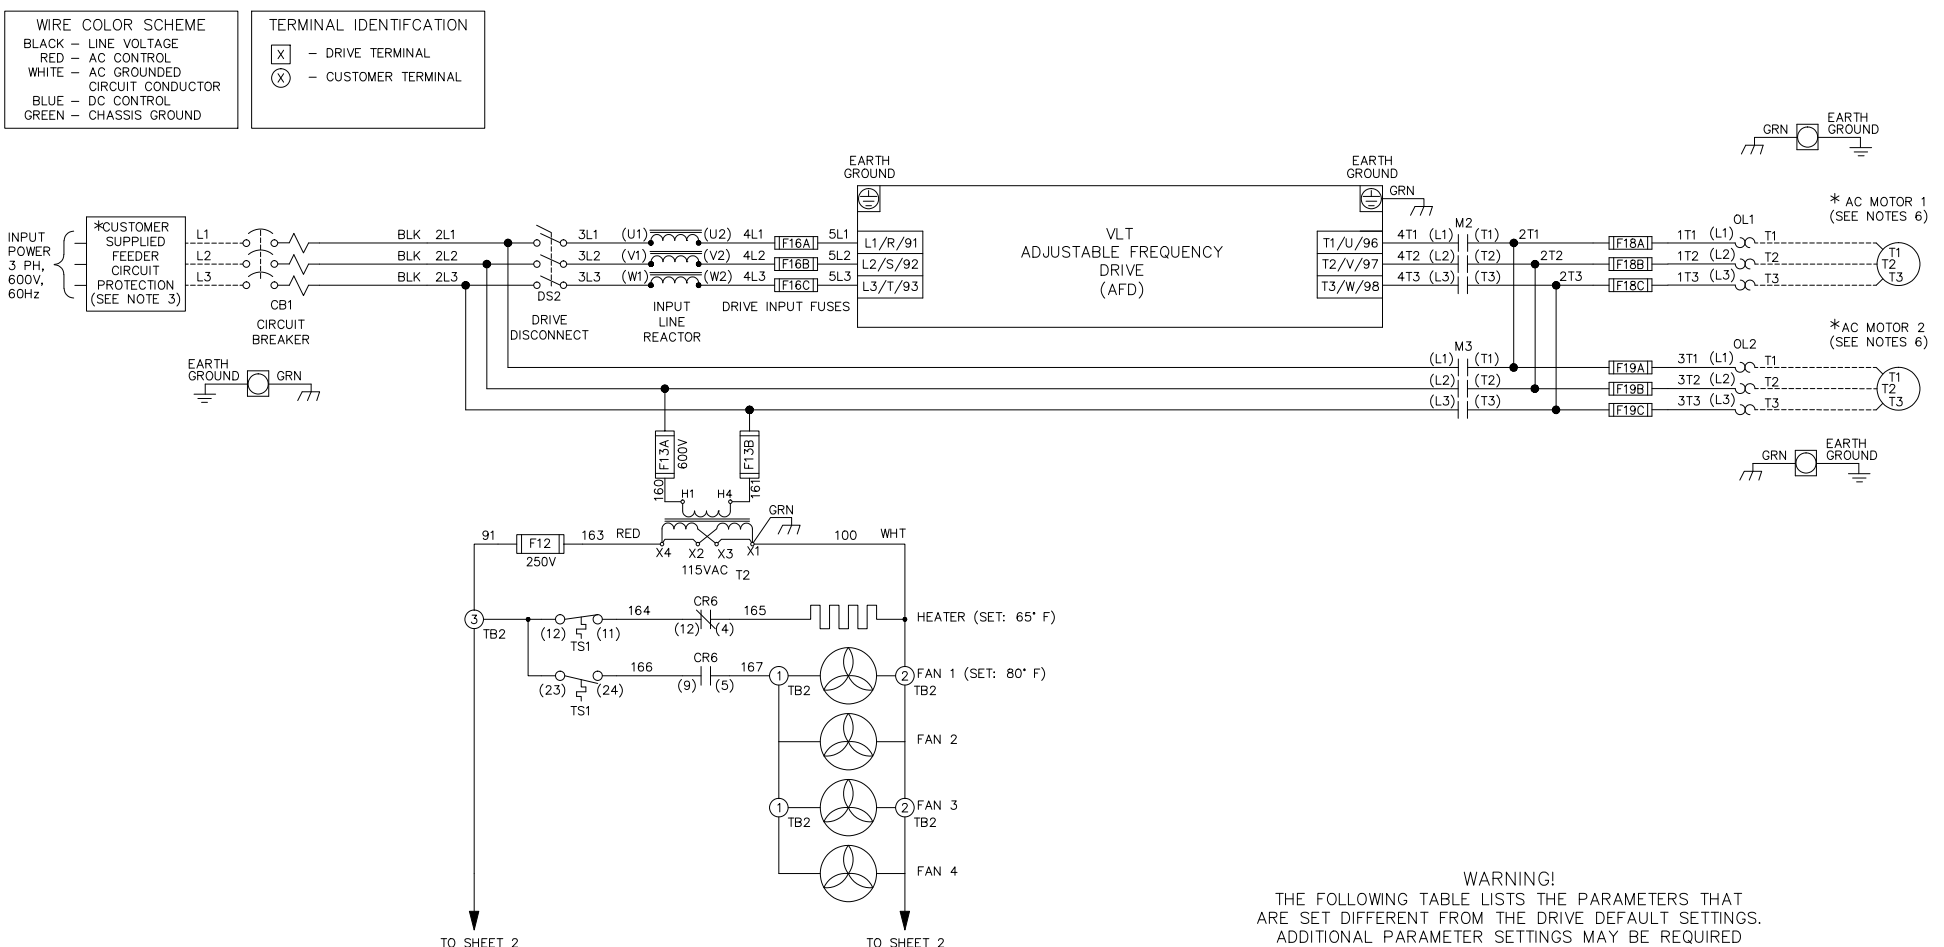 WIRE COLOR SCHEME
BLACK – LINE VOLTAGE
RED – AC CONTROL
WHITE – AC GROUNDED
CIRCUIT CONDUCTOR
BLUE – DC CONTROL
GREEN – CHASSIS GROUND
TERMINAL IDENTIFCATION
X – DRIVE TERMINAL
X – CUSTOMER TERMINAL
INPUT
POWER
3 PH,
600V,
60Hz
*CUSTOMER
SUPPLIED
FEEDER
CIRCUIT
PROTECTION
(SEE NOTE 3)
L1
L2
L3
CB1
CIRCUIT
BREAKER
EARTH
GROUND
GRN
BLK 2L1
BLK 2L2
BLK 2L3
DS2
DRIVE
DISCONNECT
3L1 (U1) (U2) 4L1 F16A 5L1
3L2 (V1) (V2) 4L2 F16B 5L2
3L3 (W1) (W2) 4L3 F16C 5L3
INPUT
LINE
REACTOR
DRIVE INPUT FUSES
EARTH
GROUND
L1/R/91
L2/S/92
L3/T/93
VLT
ADJUSTABLE FREQUENCY
DRIVE
(AFD)
EARTH
GROUND
GRN
T1/U/96
T2/V/97
T3/W/98
M2
4T1 (L1) (T1) 2T1
4T2 (L2) (T2) 2T2
4T3 (L3) (T3) 2T3
F18A 1T1 (L1) T1
F18B 1T2 (L2) T2
F18C 1T3 (L3) T3
OL1
GRN
EARTH
GROUND
* AC MOTOR 1
(SEE NOTES 6)
T1
T2
T3
M3
(L1) (T1)
(L2) (T2)
(L3) (T3)
F19A 3T1 (L1) T1
F19B 3T2 (L2) T2
F19C 3T3 (L3) T3
OL2
*AC MOTOR 2
(SEE NOTES 6)
T1
T2
T3
GRN
EARTH
GROUND
F13A
600V
F13B
160
161
H1 H4
GRN
91 F12 163 RED
250V
X4 X2 X3 X1
115VAC T2
100 WHT
3
TB2
(12) (11)
TS1
164
CR6
(12) (4)
165
HEATER (SET: 65° F)
(23) (24)
TS1
166
CR6
(9) (5)
167
1
TB2
2
TB2
FAN 1 (SET: 80° F)
FAN 2
1
TB2
2
TB2
FAN 3
FAN 4
TO SHEET 2
TO SHEET 2
WARNING!
THE FOLLOWING TABLE LISTS THE PARAMETERS THAT
ARE SET DIFFERENT FROM THE DRIVE DEFAULT SETTINGS.
ADDITIONAL PARAMETER SETTINGS MAY BE REQUIRED